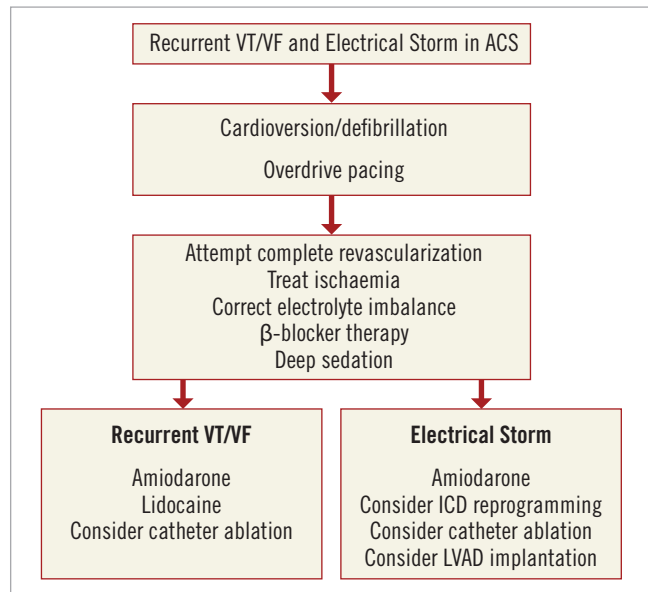 Recurrent VT/VF and Electrical Storm in ACS
Cardioversion/defibrillation
Overdrive pacing
Attempt complete revascularization
Treat ischaemia
Correct electrolyte imbalance
β-blocker therapy
Deep sedation
Recurrent VT/VF
Amiodarone
Lidocaine
Consider catheter ablation
Electrical Storm
Amiodarone
Consider ICD reprogramming
Consider catheter ablation
Consider LVAD implantation